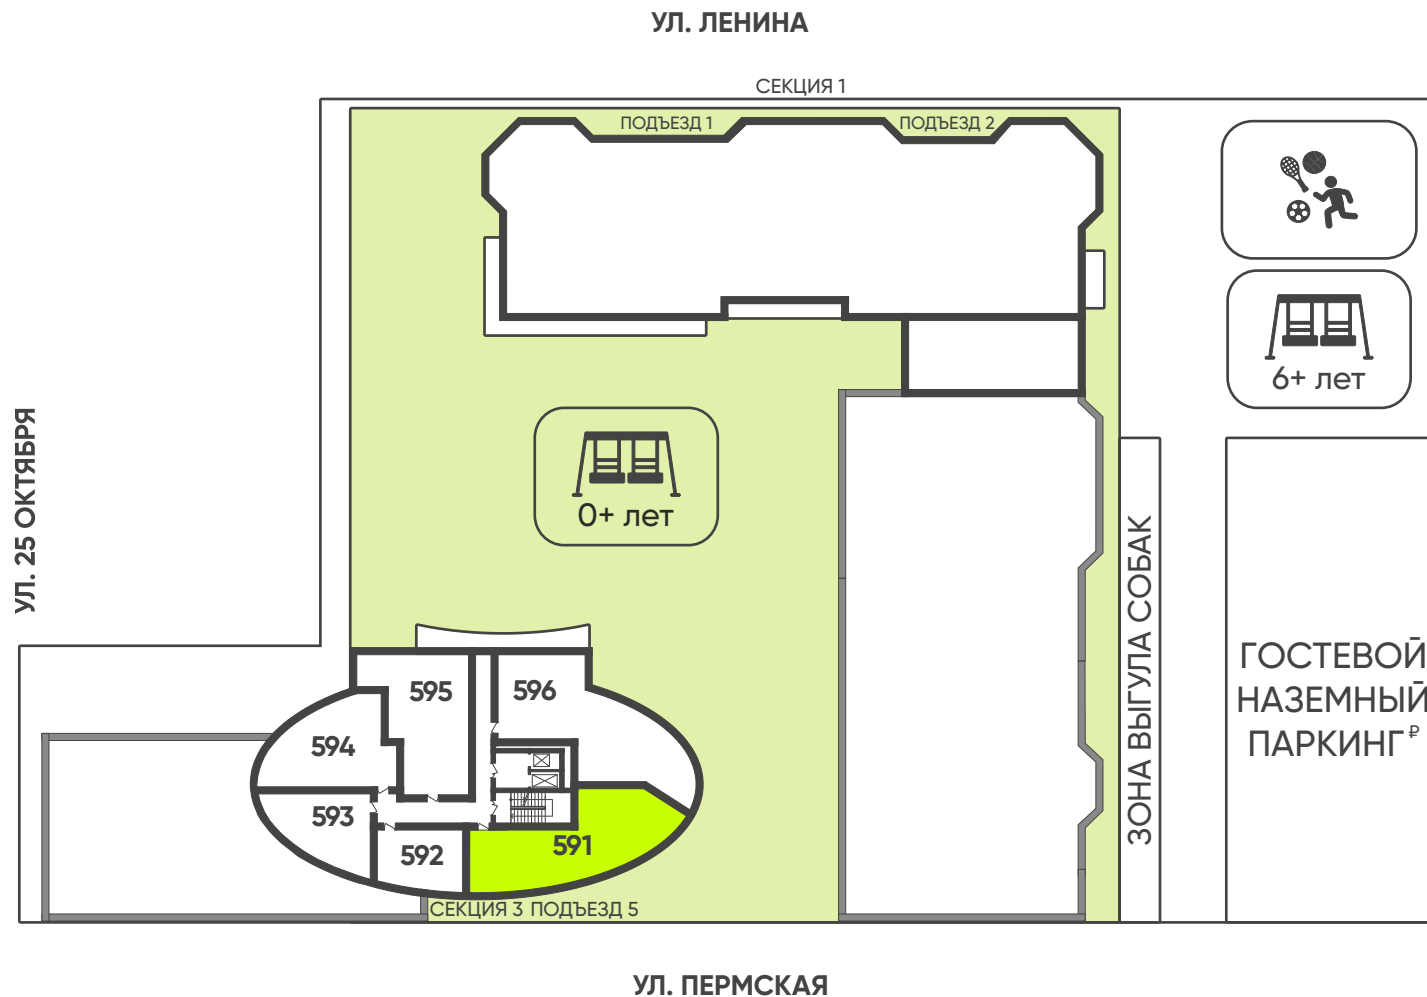 УЛ. ЛЕНИНА
СЕКЦИЯ 1
ПОДЪЕЗД 1
ПОДЪЕЗД 2
6+ лет
УЛ. 25 ОКТЯБРЯ
0+ лет
ЗОНА ВЫГУЛА СОБАК
ГОСТЕВОЙ
НАЗЕМНЫЙ
ПАРКИНГ ₽
595
596
594
593
592
591
СЕКЦИЯ 3 ПОДЪЕЗД 5
УЛ. ПЕРМСКАЯ